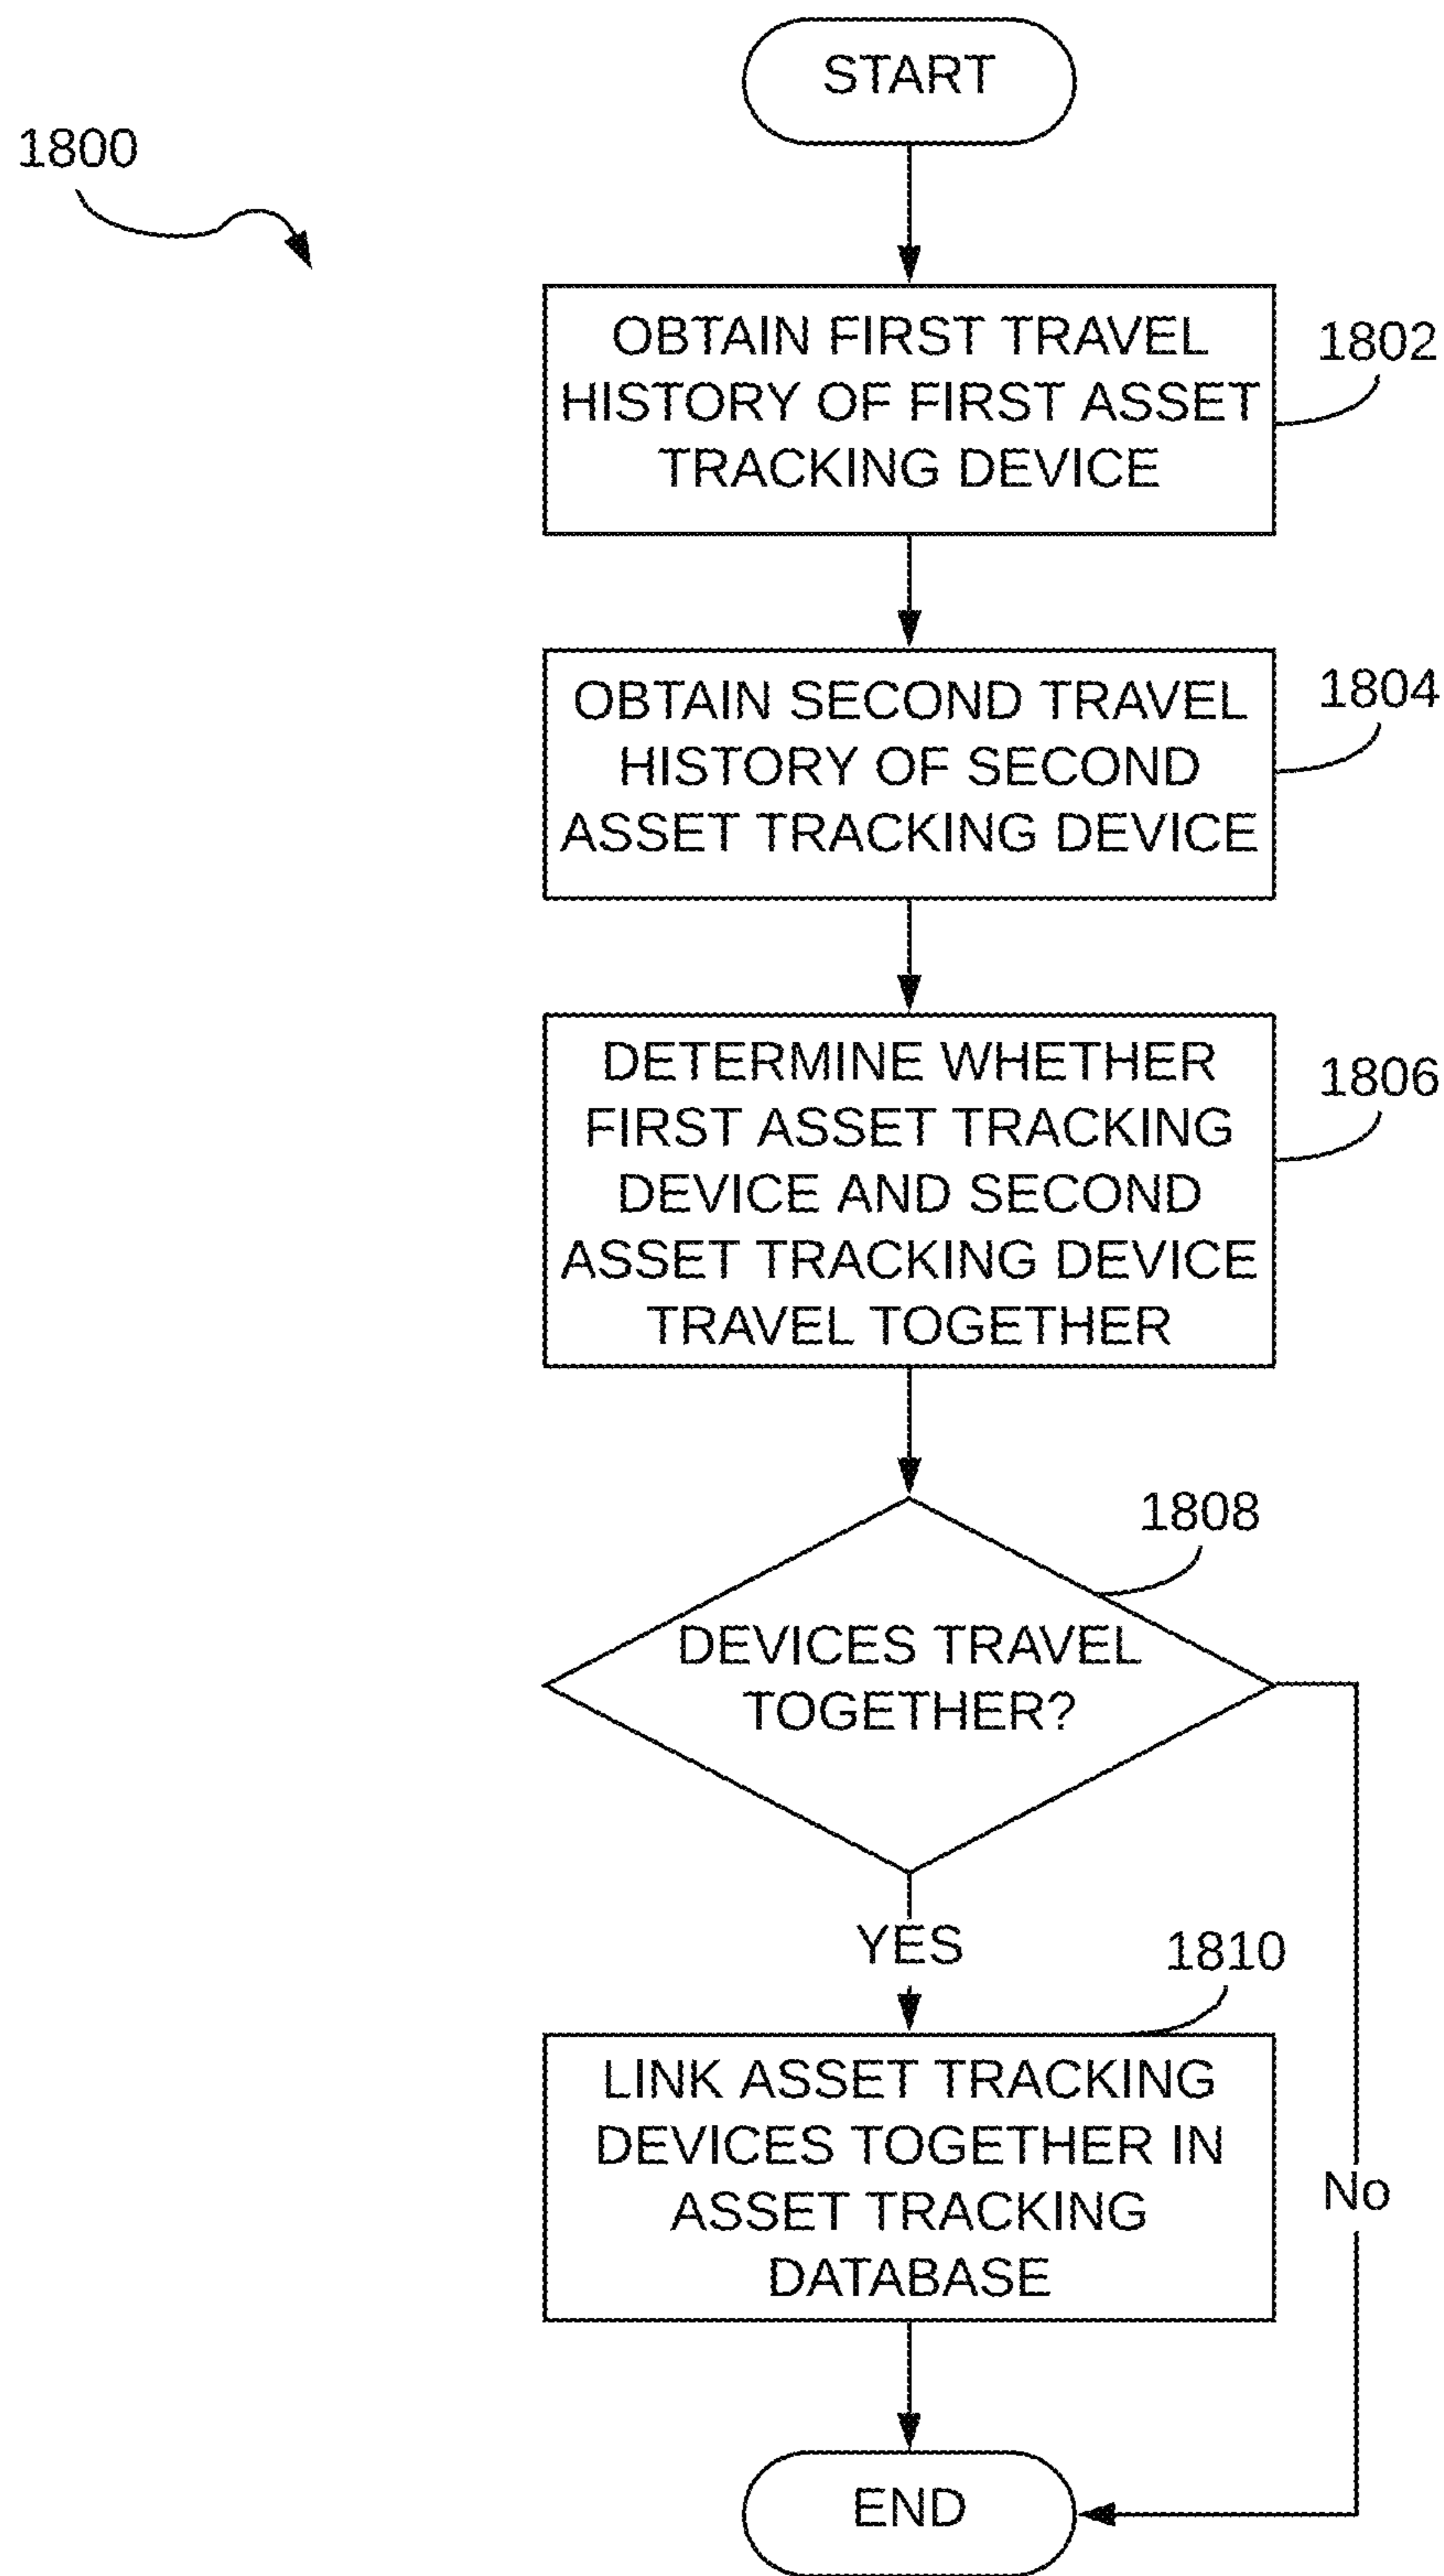 START
1800
OBTAIN FIRST TRAVEL
HISTORY OF FIRST ASSET
TRACKING DEVICE
1802
OBTAIN SECOND TRAVEL
HISTORY OF SECOND
ASSET TRACKING DEVICE
1804
DETERMINE WHETHER
FIRST ASSET TRACKING
DEVICE AND SECOND
ASSET TRACKING DEVICE
TRAVEL TOGETHER
1806
1808
DEVICES TRAVEL
TOGETHER?
YES
1810
LINK ASSET TRACKING
DEVICES TOGETHER IN
ASSET TRACKING
DATABASE
No
END